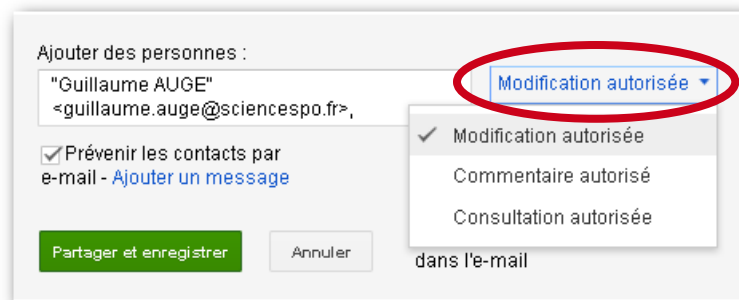 Ajouter des personnes :
"Guillaume AUGE"
<guillaume.auge@sciencespo.fr>,
Modification autorisée
Modification autorisée
Commentaire autorisé
Consultation autorisée
Prévenir les contacts par
e-mail - Ajouter un message
Partager et enregistrer
Annuler
dans l'e-mail